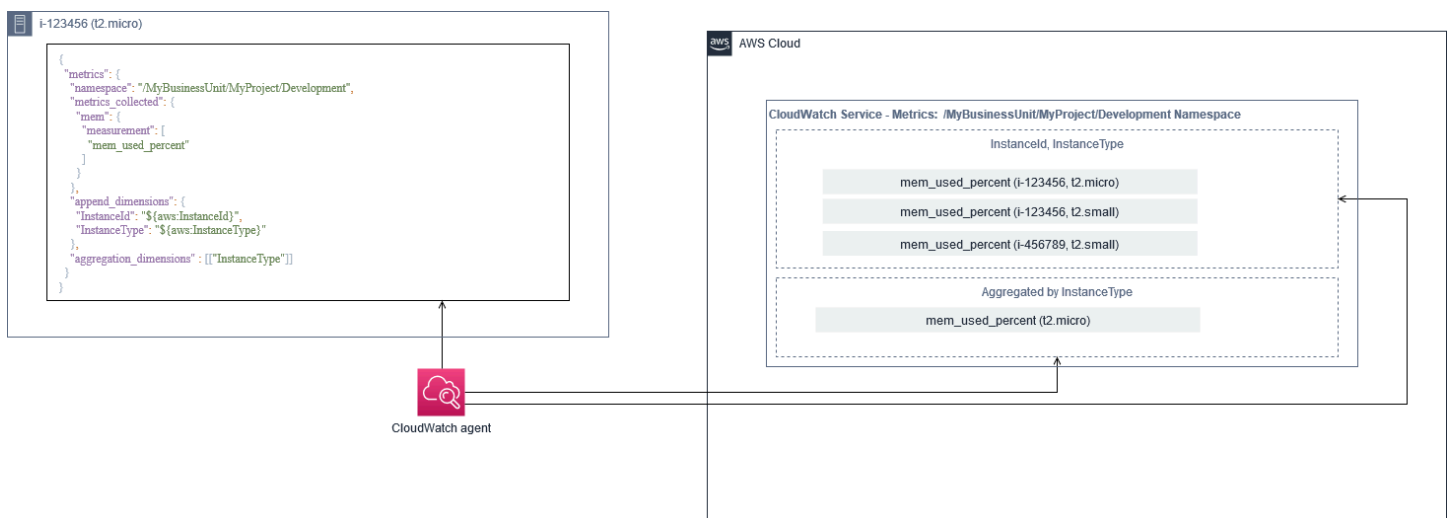 i-123456 (t2.micro)
{
"metrics": {
"namespace": "/MyBusinessUnit/MyProject/Development",
"metrics_collected": {
"mem": {
"measurement": [
"mem_used_percent"
]
}
},
"append_dimensions": {
"InstanceId": "${aws:InstanceId}",
"InstanceType": "${aws:InstanceType}"
},
"aggregation_dimensions" : [["InstanceType"]]
}
}
CloudWatch agent
aws
AWS Cloud
CloudWatch Service - Metrics: /MyBusinessUnit/MyProject/Development Namespace
InstanceId, InstanceType
mem_used_percent (i-123456, t2.micro)
mem_used_percent (i-123456, t2.small)
mem_used_percent (i-456789, t2.small)
Aggregated by InstanceType
mem_used_percent (t2.micro)